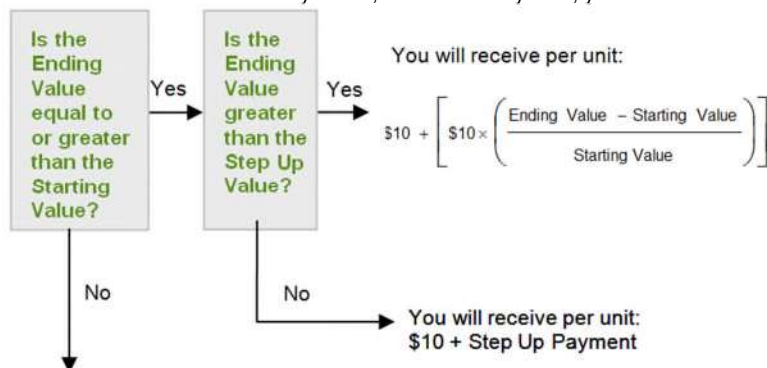 Is the
Ending
Value
equal to
or greater
than the
Starting
Value?
Yes
Is the
Ending
Value
greater
than the
Step Up
Value?
Yes
You will receive per unit:
$10 + [ $10 × ( Ending Value – Starting Value
Starting Value ) ]
No
No
You will receive per unit:
$10 + Step Up Payment